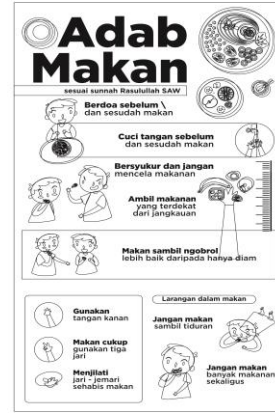 Adab
Makan
sesuai sunnah Rasulullah SAW
Berdoa sebelum \
dan sesudah makan
Cuci tangan sebelum
dan sesudah makan
Bersyukur dan jangan
mencela makanan
Ambil makanan
yang terdekat
dari jangkauan
Makan sambil ngobrol
lebih baik daripada hanya diam
Gunakan
tangan kanan
Makan cukup
gunakan tiga
jari
Menjilati
jari - jemari
sehabis makan
Larangan dalam makan
Jangan makan
sambil tiduran
Jangan makan
banyak makanan
sekaligus